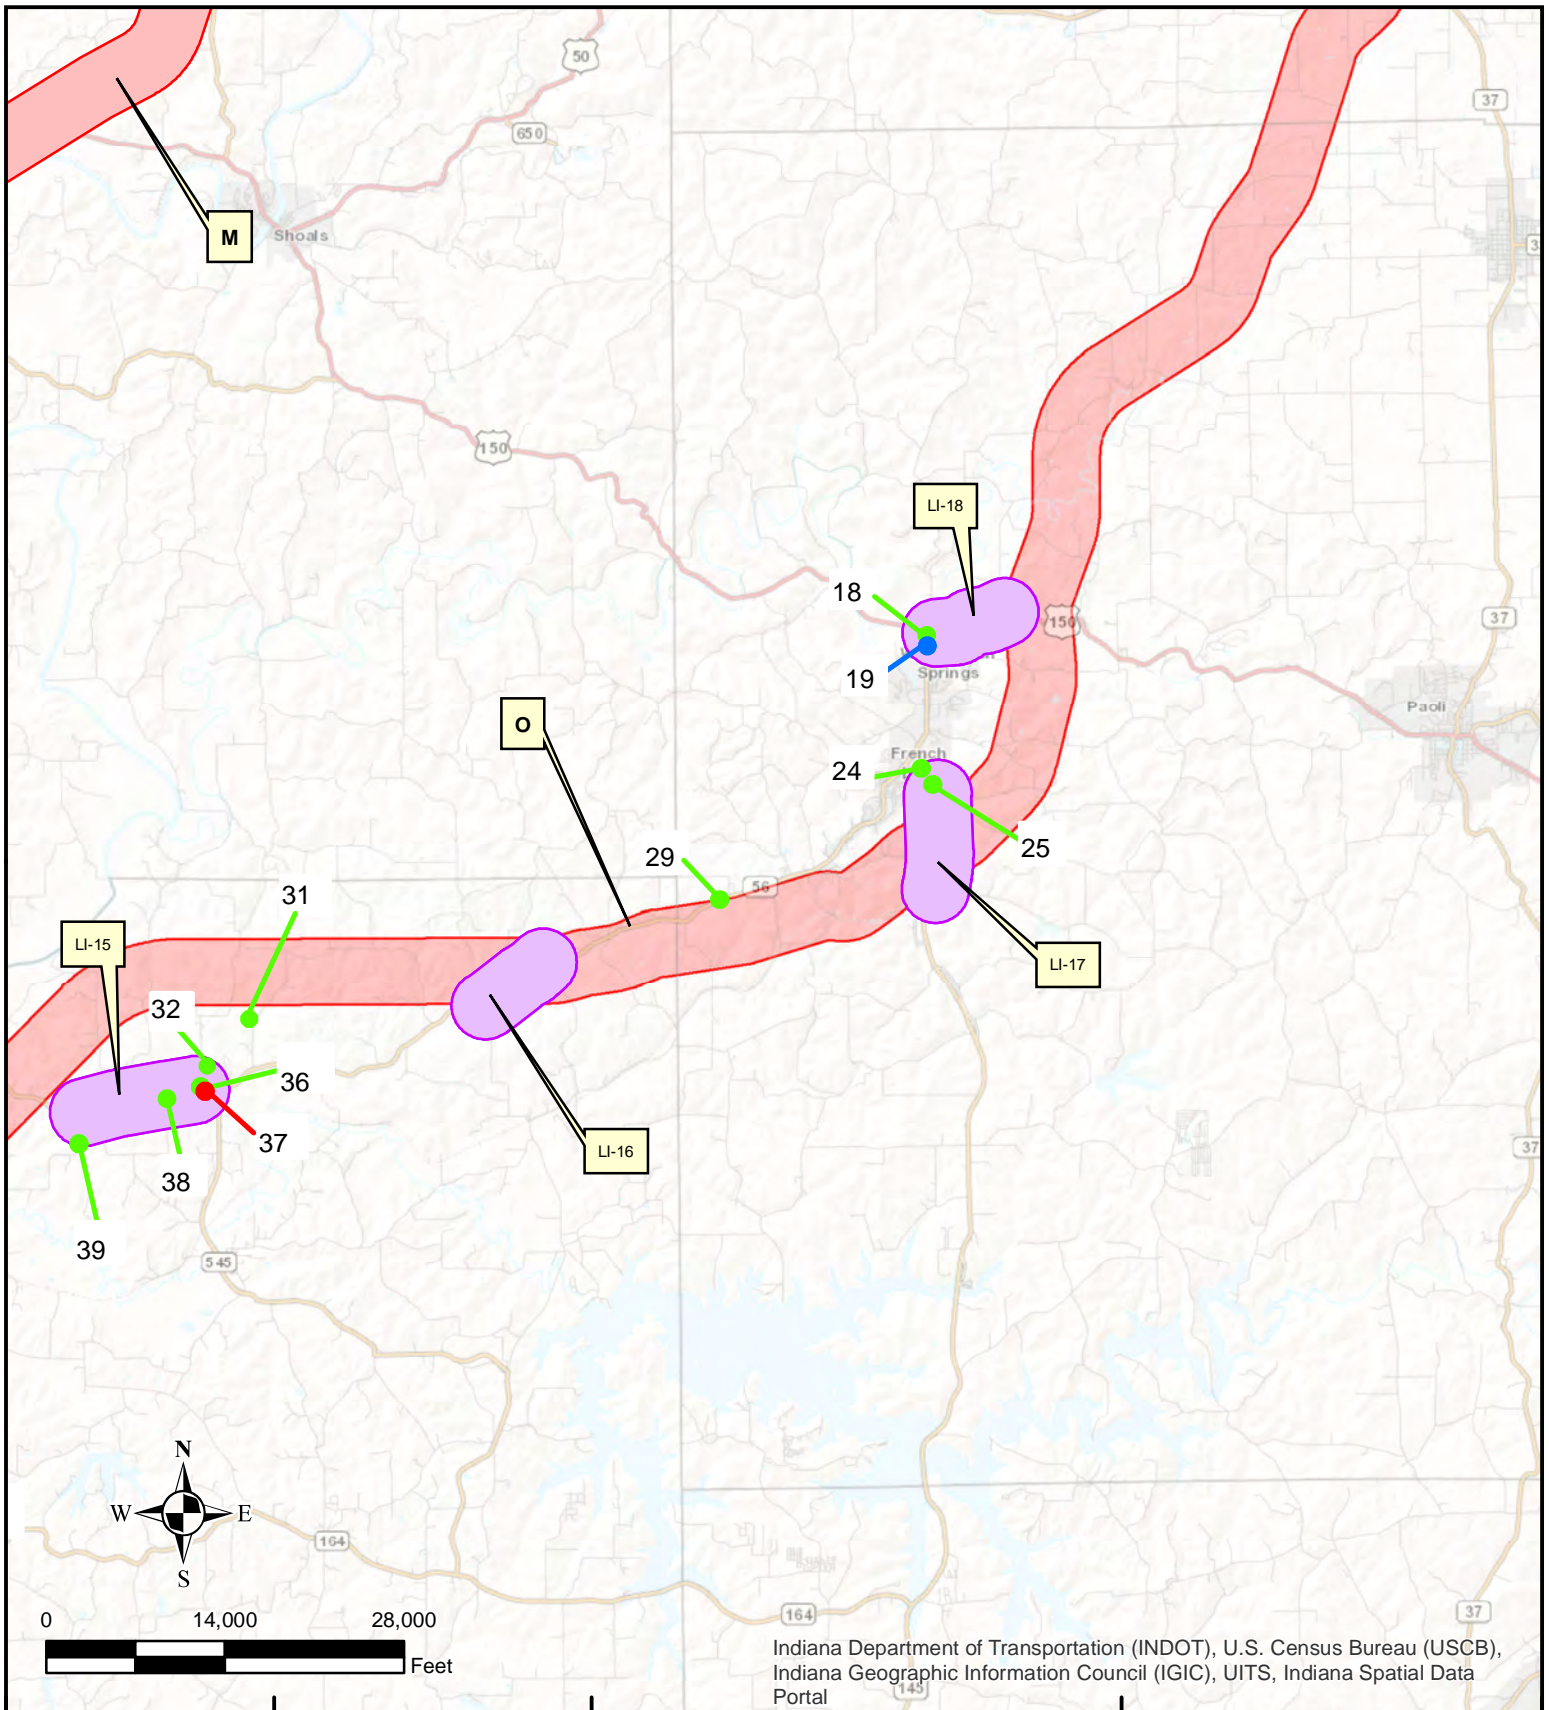 50
37
650
M
Shoals
150
LI-18
18
150
37
19
Springs
O
Paoli
French
24
25
29
56
31
LI-15
LI-17
32
36
37
LI-16
37
38
39
545
N
W
E
S
164
164
37
0 14,000 28,000
Feet
Indiana Department of Transportation (INDOT), U.S. Census Bureau (USCB),
Indiana Geographic Information Council (IGIC), UITS, Indiana Spatial Data
Portal
145